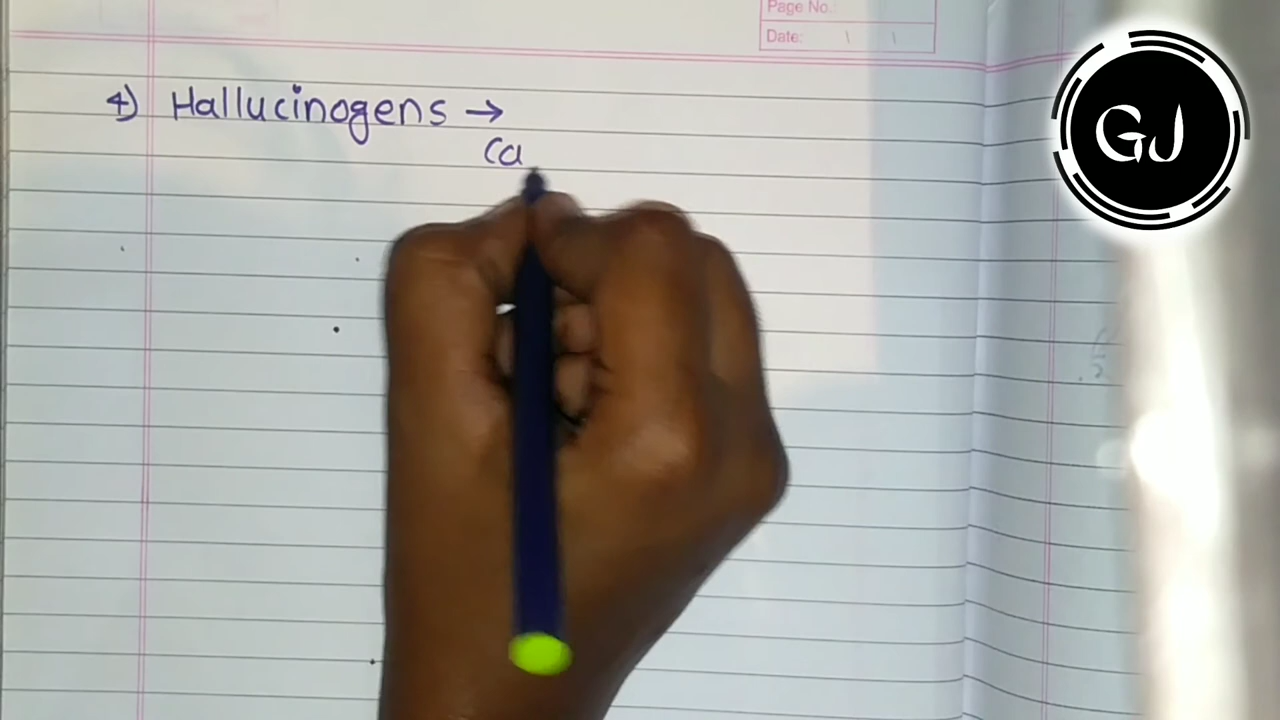 Page No.
Date:
4) Hallucinogens →
Ca
GJ